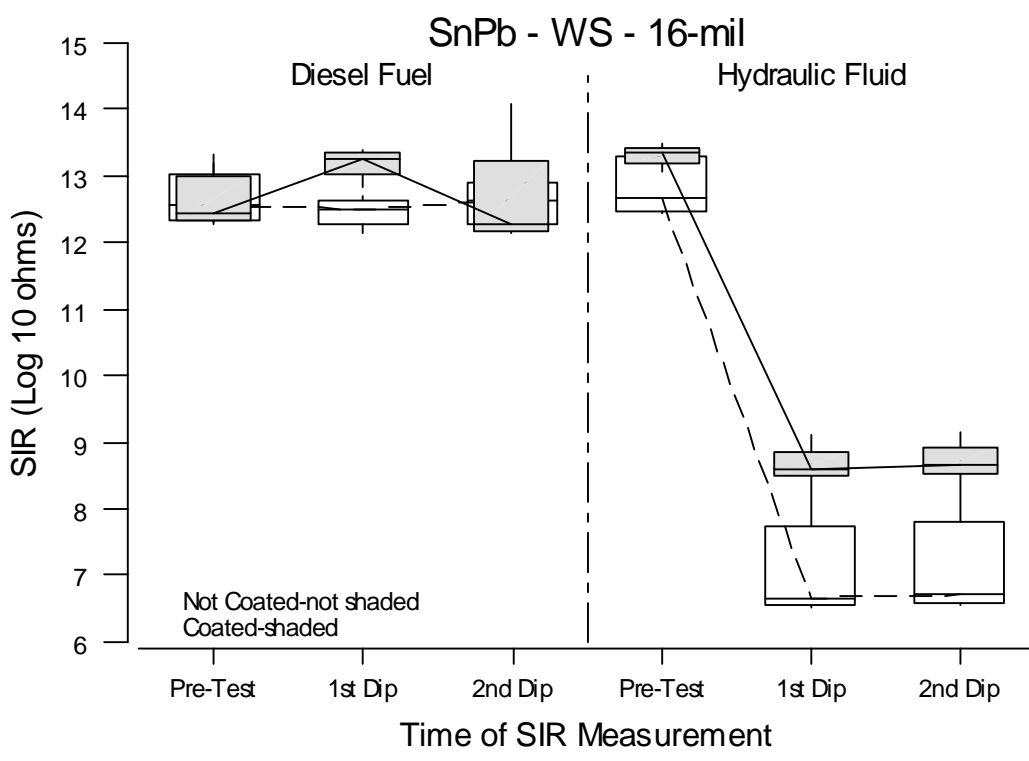 SnPb - WS - 16-mil
Diesel Fuel
Hydraulic Fluid
SIR (Log 10 ohms)
15
14
13
12
11
10
9
8
7
6
Not Coated-not shaded
Coated-shaded
Pre-Test
1st Dip
2nd Dip
Pre-Test
1st Dip
2nd Dip
Time of SIR Measurement